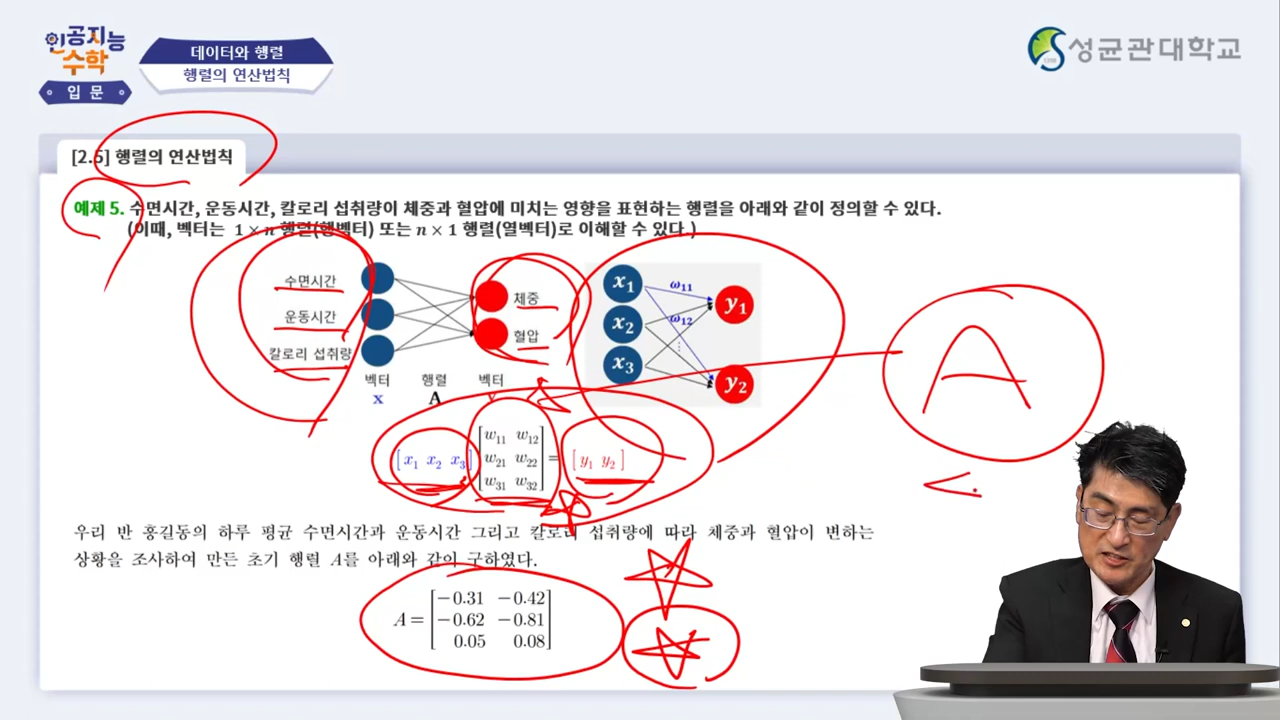 인공지능
수학
입 문
데이터와 행렬
행렬의 연산법칙
성균관대학교
[2.5] 행렬의 연산법칙
예제 5. 수면시간, 운동시간, 칼로리 섭취량이 체중과 혈압에 미치는 영향을 표현하는 행렬을 아래와 같이 정의할 수 있다.
(이때, 벡터는 1 × n 행렬(행벡터) 또는 n × 1 행렬(열벡터)로 이해할 수 있다.)
수면시간
운동시간
칼로리 섭취량
체중
혈압
벡터 행렬 벡터
x A
x₁ ω₁₁ y₁
x₂ ω₁₂
x₃ y₂
A
[x₁ x₂ x₃] [w₁₁ w₁₂
w₂₁ w₂₂
w₃₁ w₃₂] = [y₁ y₂]
우리 반 홍길동의 하루 평균 수면시간과 운동시간 그리고 칼로리 섭취량에 따라 체중과 혈압이 변하는
상황을 조사하여 만든 초기 행렬 A를 아래와 같이 구하였다.
A = [−0.31 −0.42
−0.62 −0.81
0.05 0.08]